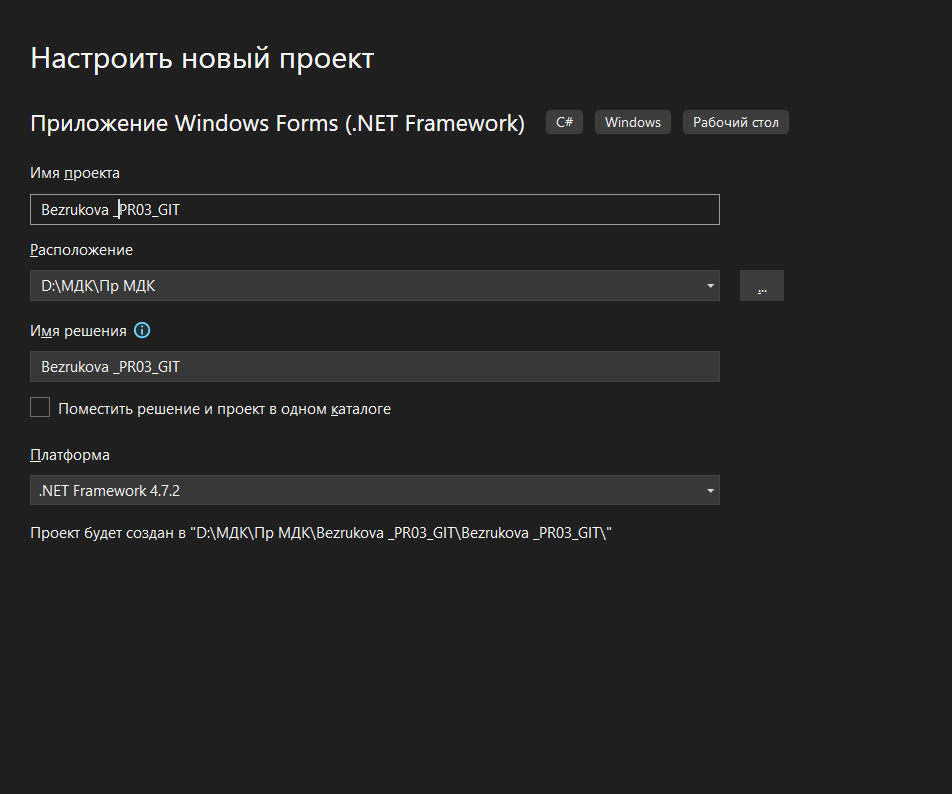 Настроить новый проект
Приложение Windows Forms (.NET Framework) C# Windows Рабочий стол
Имя проекта
Bezrukova _PR03_GIT
Расположение
D:\МДК\Пр МДК
...
Имя решения
Bezrukova _PR03_GIT
Поместить решение и проект в одном каталоге
Платформа
.NET Framework 4.7.2
Проект будет создан в "D:\МДК\Пр МДК\Bezrukova _PR03_GIT\Bezrukova _PR03_GIT\"